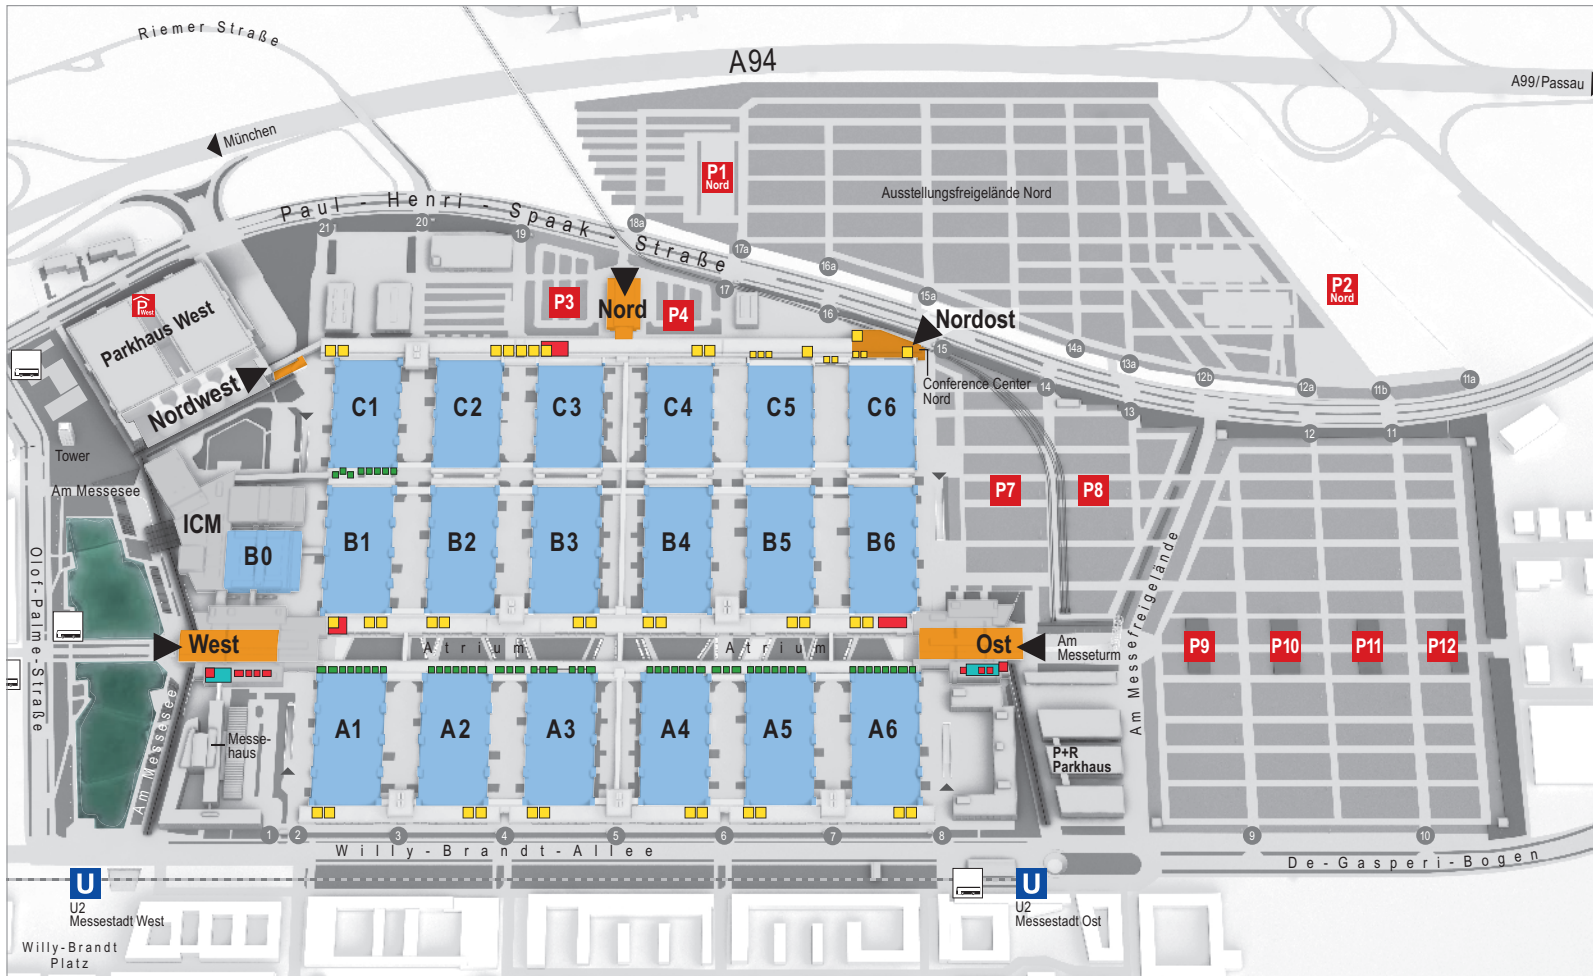 Riemer Straße
A94
A99/Passau
München
P1
Nord
Ausstellungsfreigelände Nord
Paul-Henri-Spaak-Straße
21
20
19
18a
17a
16a
15a
14a
13a
12b
12a
11b
11a
17
16
15
14
13
12
11
P2
Nord
P
West
Parkhaus West
P3
Nord
P4
Nordost
Conference Center
Nord
Nordwest
C1
C2
C3
C4
C5
C6
Tower
Am Messesee
ICM
P7
P8
B0
B1
B2
B3
B4
B5
B6
Olof-Palme-Straße
Am Messefreigelände
West
Atrium
Atrium
Ost
Am
Messeturm
P9
P10
P11
P12
A1
A2
A3
A4
A5
A6
Messe-
haus
Am Messesee
P+R
Parkhaus
1
2
3
4
5
6
7
8
9
10
Willy-Brandt-Allee
De-Gasperi-Bogen
U
U2
Messestadt West
U
U2
Messestadt Ost
Willy-Brandt
Platz